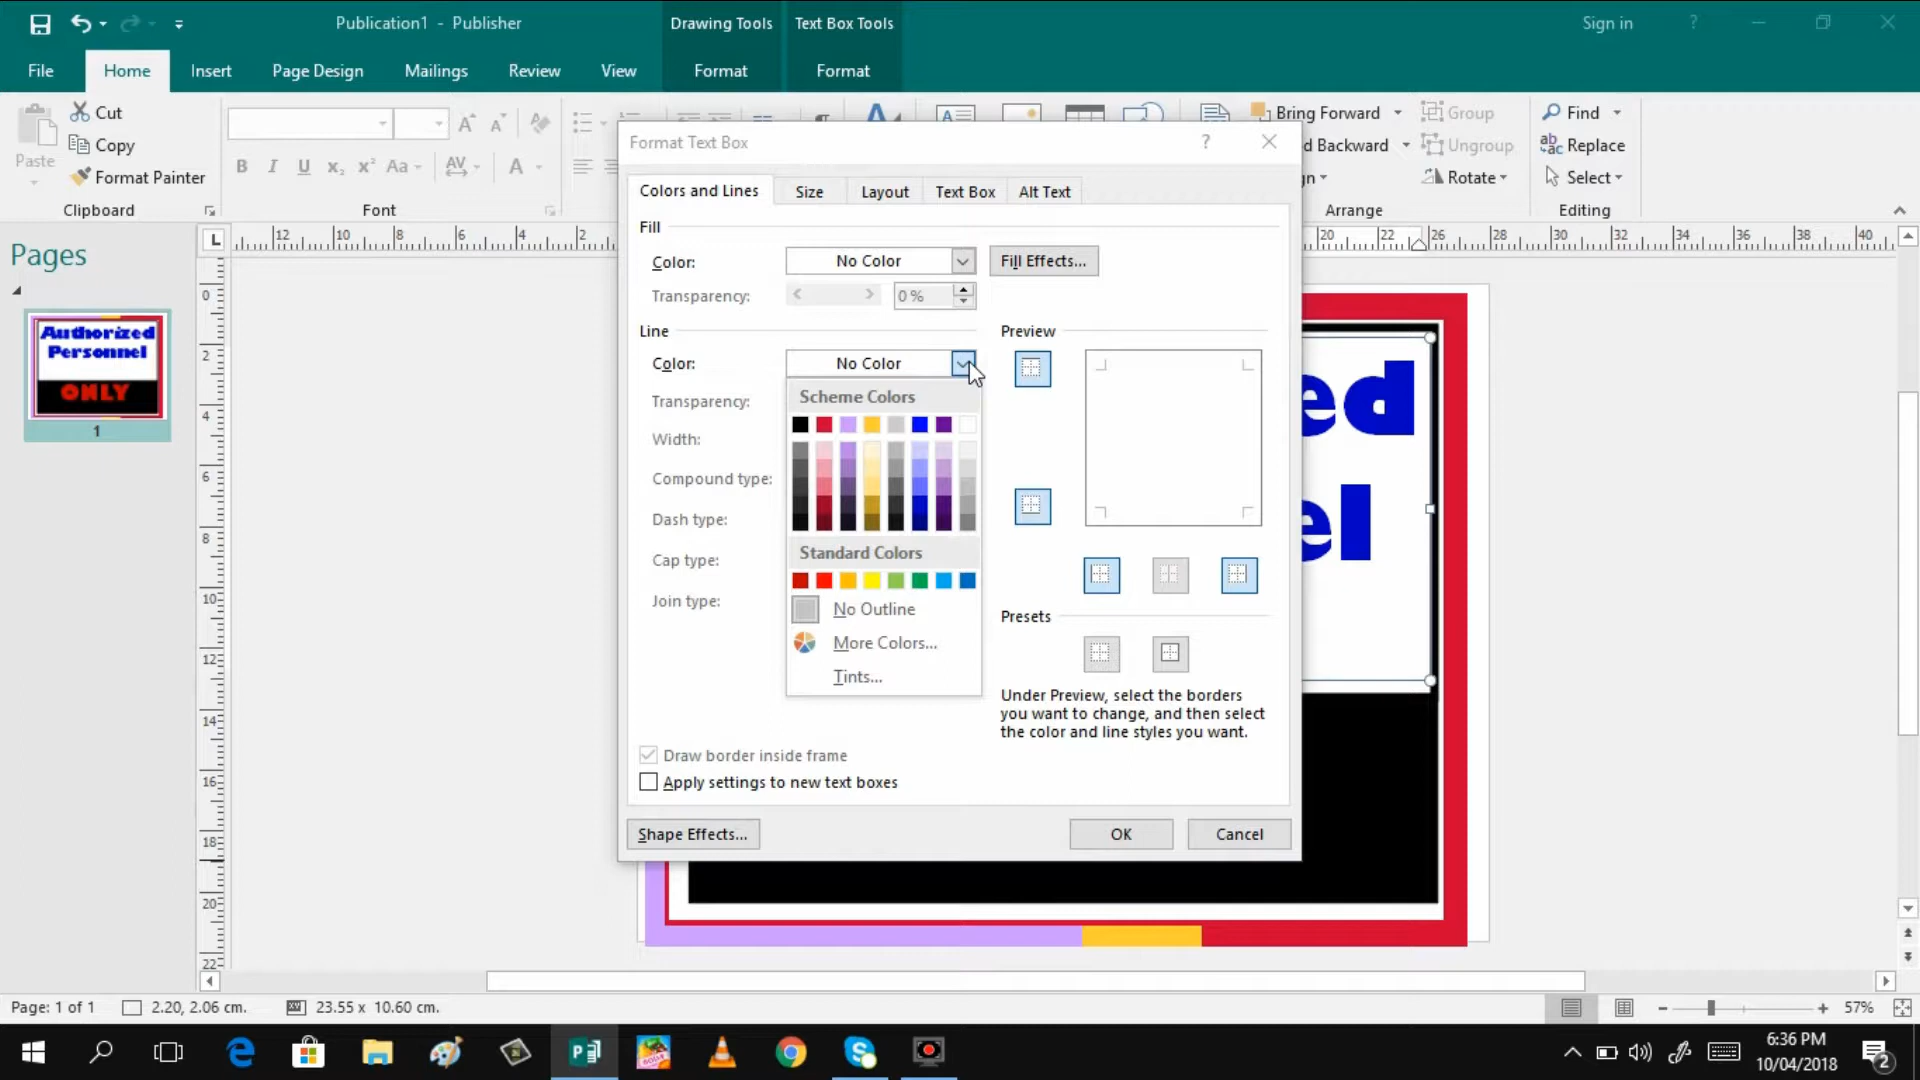 Publication1 - Publisher
Drawing Tools
Text Box Tools
Sign in
?
File
Home
Insert
Page Design
Mailings
Review
View
Format
Format
Paste
Cut
Copy
Format Painter
Clipboard
Font
Bring Forward
d Backward
Group
Ungroup
Rotate
Arrange
Find
Replace
Select
Editing
Format Text Box
?
Colors and Lines
Size
Layout
Text Box
Alt Text
Fill
Color:
No Color
Fill Effects...
Transparency:
0 %
Line
Color:
No Color
Transparency:
Width:
Compound type:
Dash type:
Cap type:
Join type:
Scheme Colors
Standard Colors
No Outline
More Colors...
Tints...
Preview
Presets
Under Preview, select the borders
you want to change, and then select
the color and line styles you want.
Draw border inside frame
Apply settings to new text boxes
Shape Effects...
OK
Cancel
Pages
Authorized
Personnel
ONLY
1
ed
el
Page: 1 of 1
2.20, 2.06 cm.
23.55 x 10.60 cm.
57%
6:36 PM
10/04/2018
2